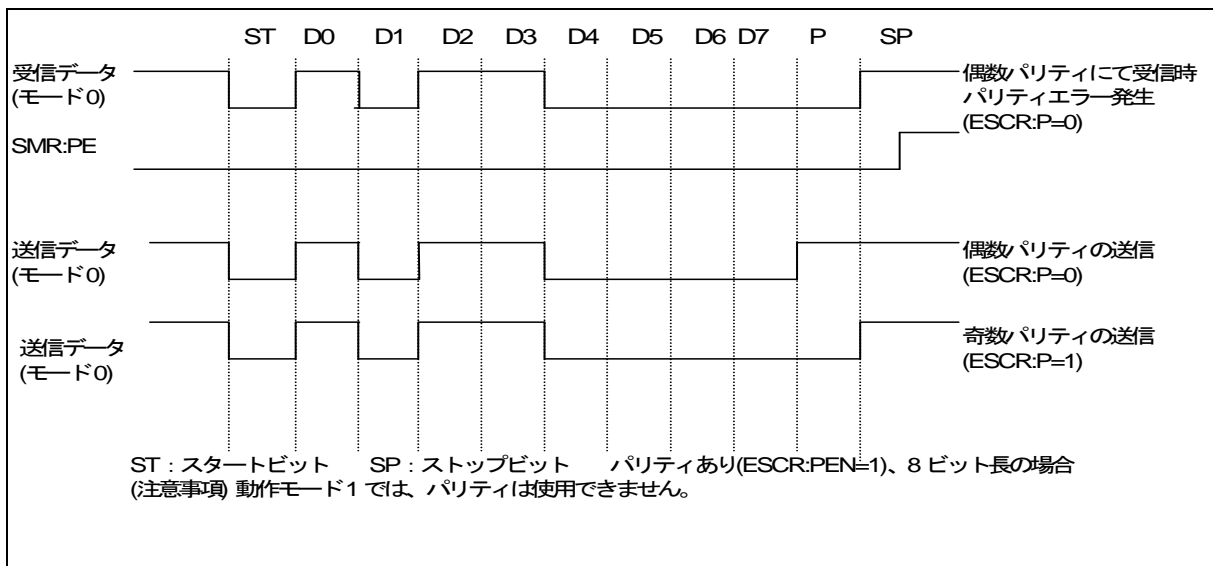 ST D0 D1 D2 D3 D4 D5 D6 D7 P SP
受信データ
(モード0)
偶数パリティにて受信時
パリティエラー発生
(ESCR:P=0)
SMR:PE
送信データ
(モード0)
偶数パリティの送信
(ESCR:P=0)
送信データ
(モード0)
奇数パリティの送信
(ESCR:P=1)
ST：スタートビット SP：ストップビット パリティあり(ESCR:PEN=1)、8 ビット長の場合
(注意事項) 動作モード1 では、パリティは使用できません。